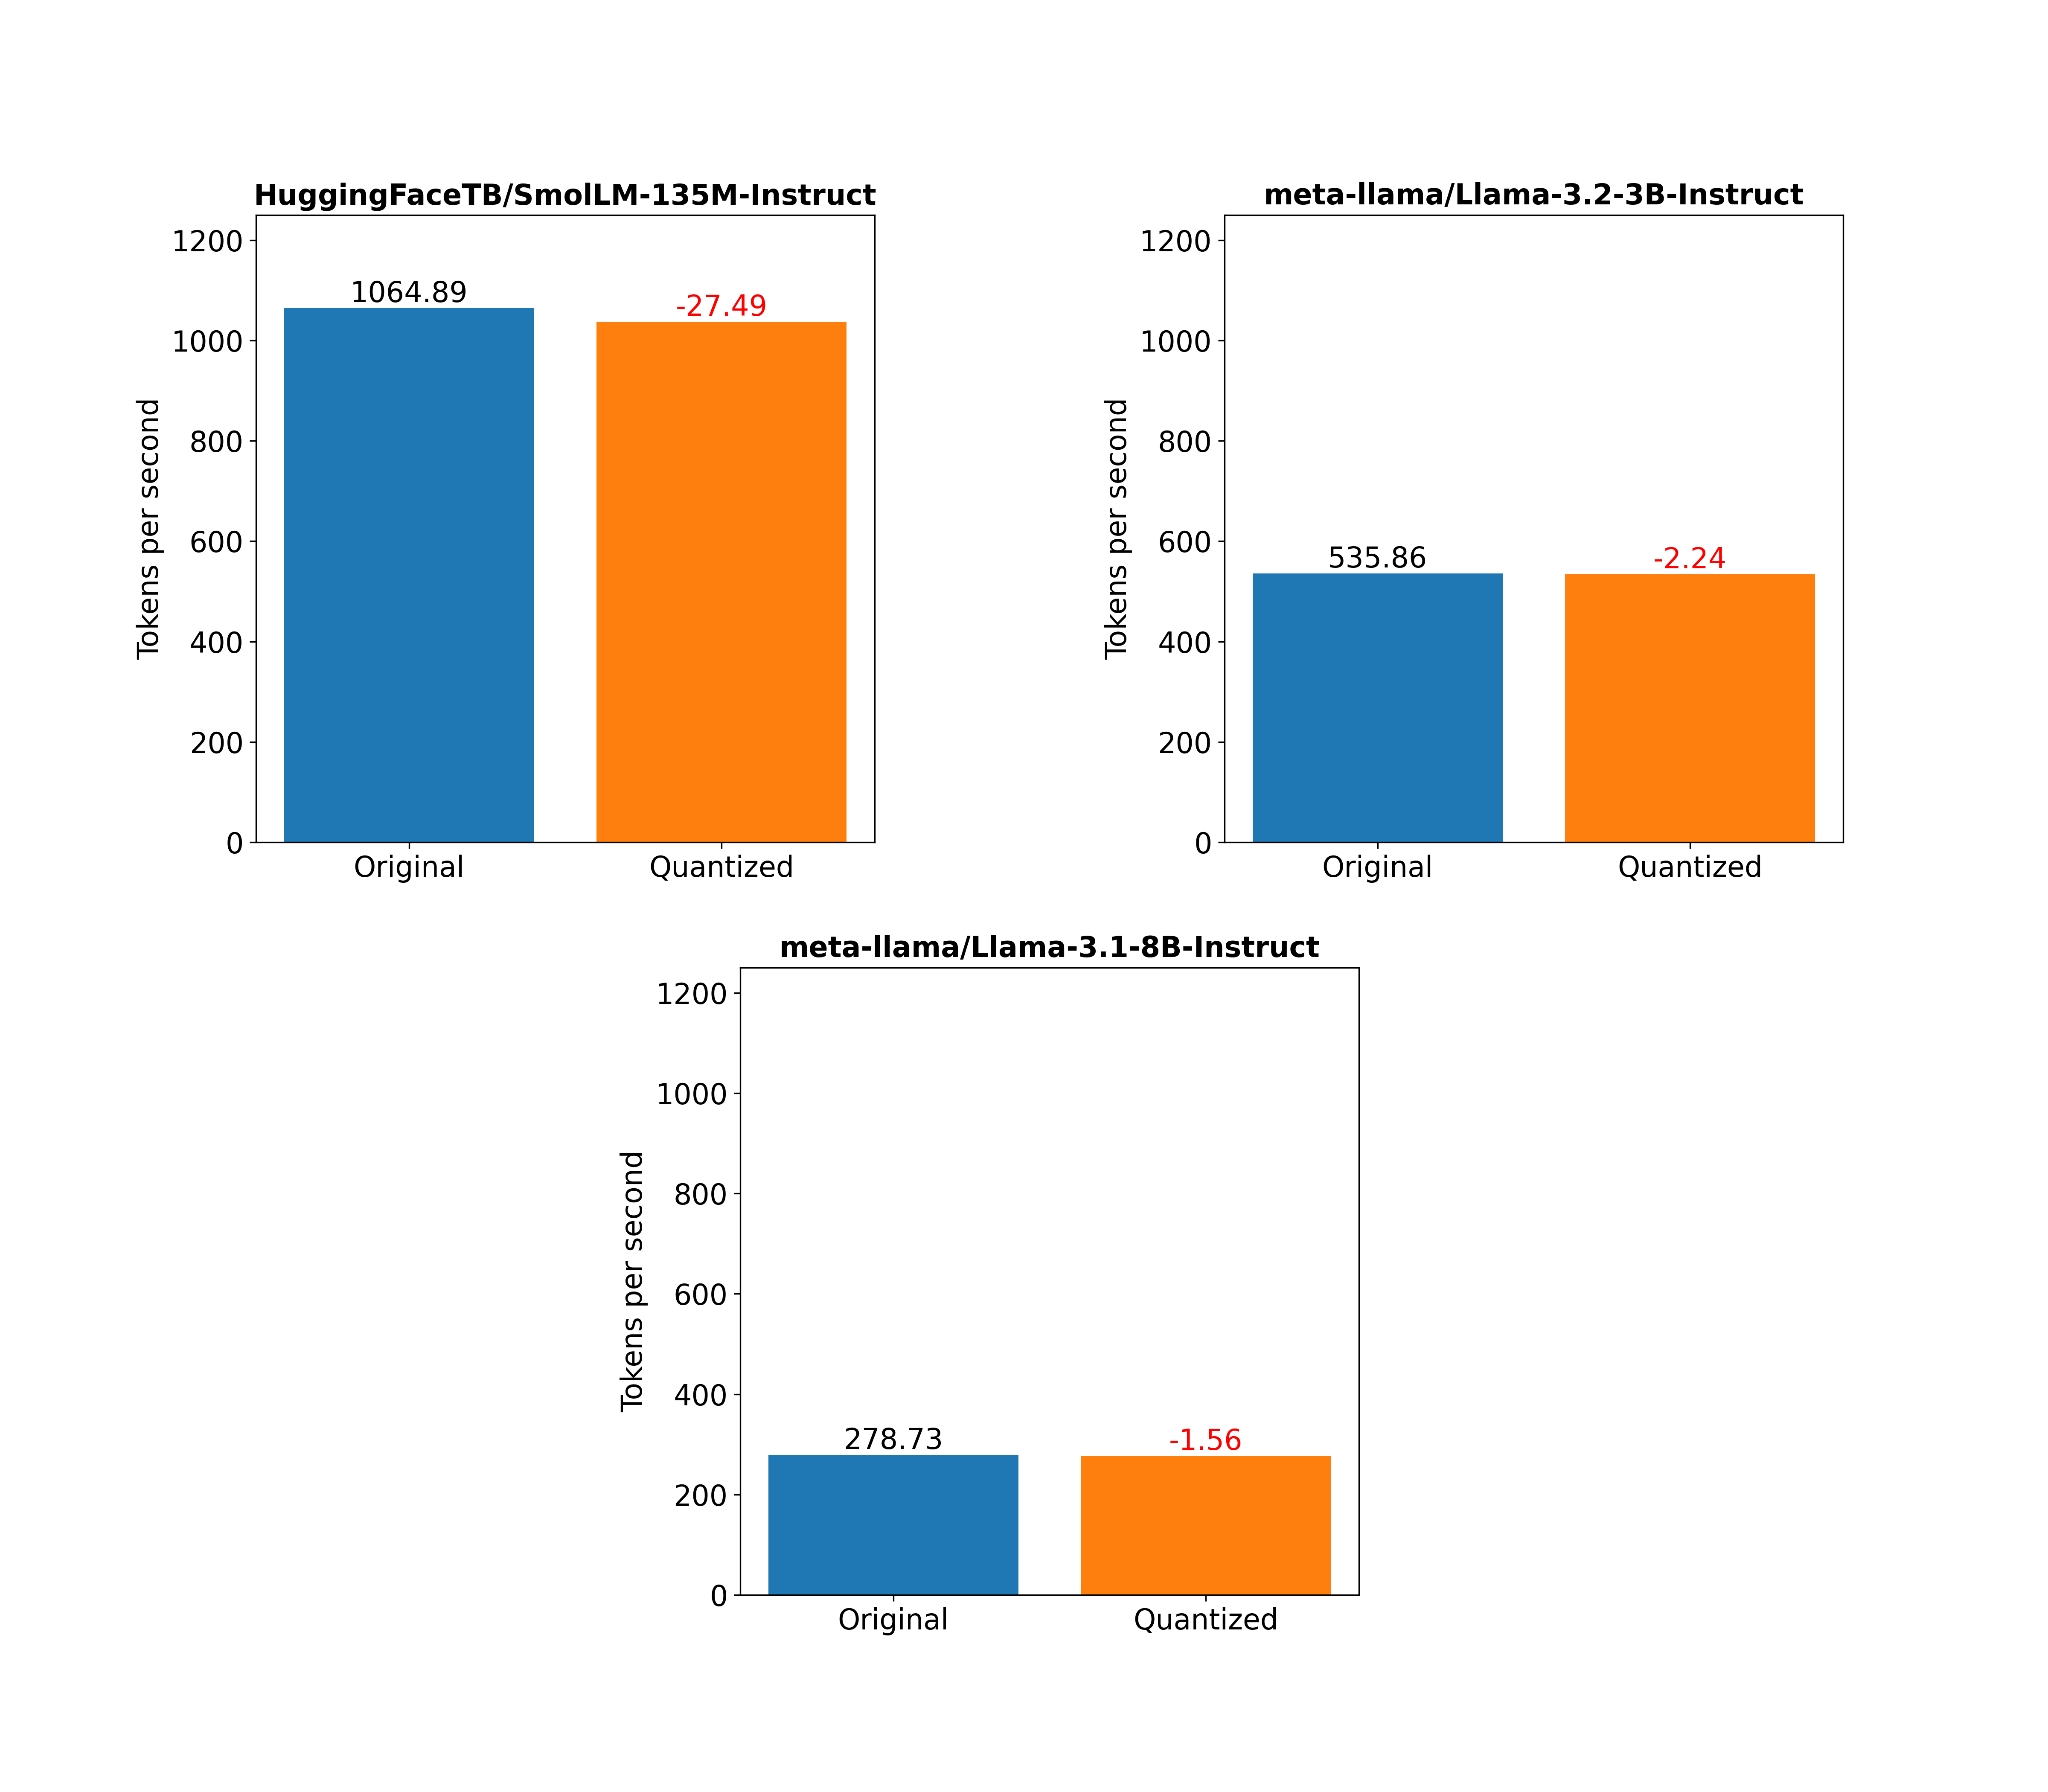 HuggingFaceTB/SmolLM-135M-Instruct
Tokens per second
1200
1000
800
600
400
200
0
1064.89
-27.49
Original
Quantized
meta-llama/Llama-3.2-3B-Instruct
Tokens per second
1200
1000
800
600
400
200
0
535.86
-2.24
Original
Quantized
meta-llama/Llama-3.1-8B-Instruct
Tokens per second
1200
1000
800
600
400
200
0
278.73
-1.56
Original
Quantized